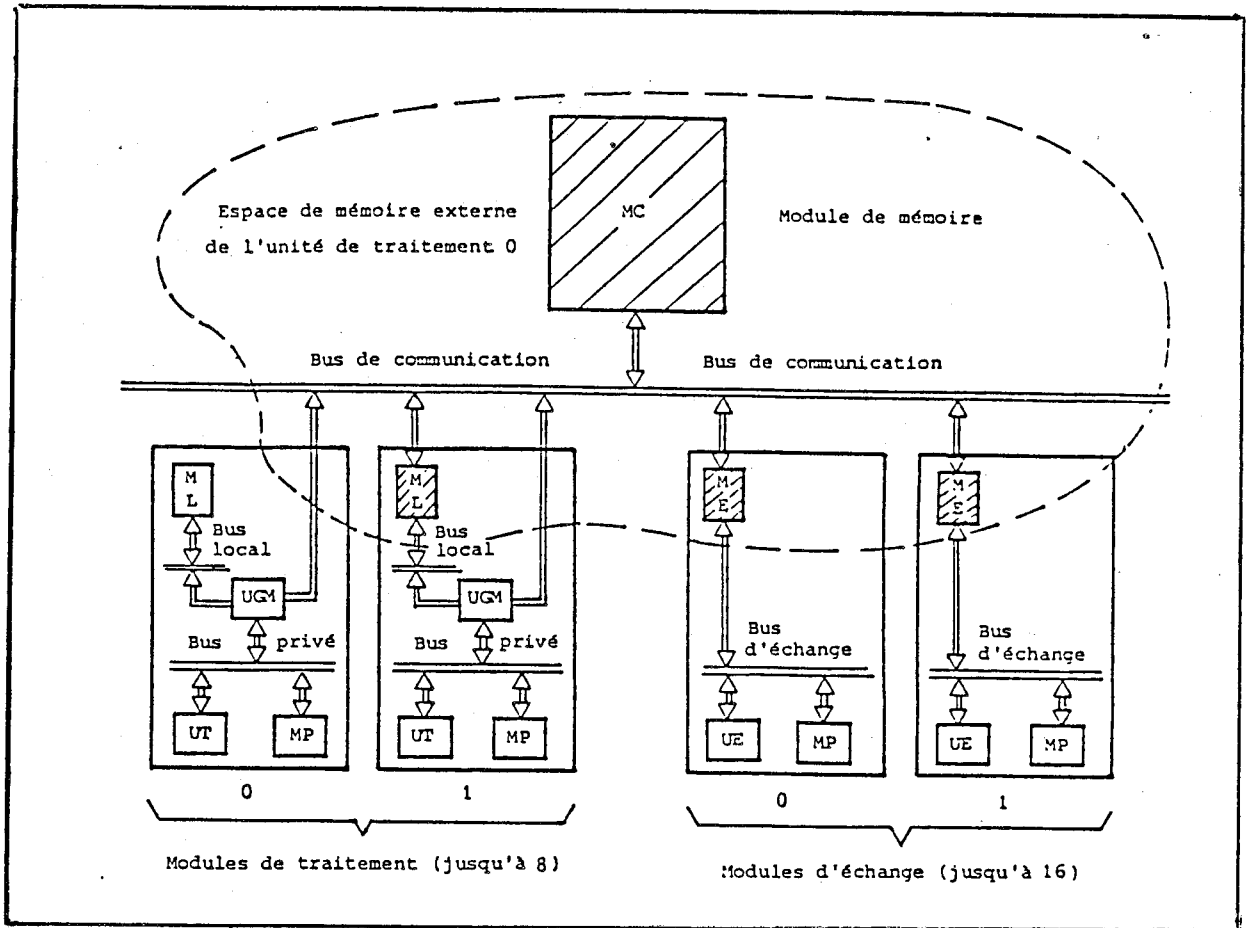 Espace de mémoire externe
de l'unité de traitement 0
MC
Module de mémoire
Bus de communication
Bus de communication
M
L
Bus
local
UGM
Bus
privé
UT
MP
0
M
L
Bus
local
UGM
Bus
privé
UT
MP
1
M
E
Bus
d'échange
UE
MP
0
M
E
Bus
d'échange
UE
MP
1
Modules de traitement (jusqu'à 8)
Modules d'échange (jusqu'à 16)